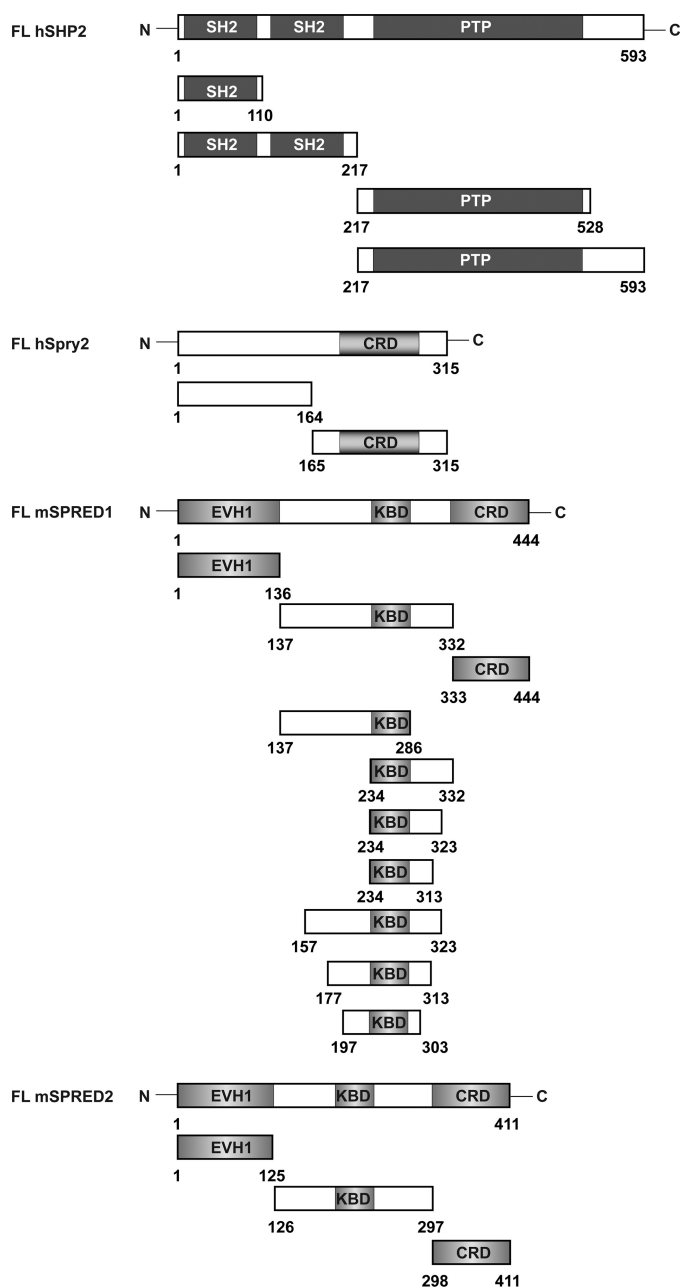 FL hSHP2 N SH2 SH2 PTP C
1 593
SH2
1 110
SH2 SH2
1 217
PTP
217 528
PTP
217 593
FL hSpry2 N CRD C
1 315
1 164
CRD
165 315
FL mSPRED1 N EVH1 KBD CRD C
1 444
EVH1
1 136
KBD
137 332
CRD
333 444
KBD
137 286
KBD
234 332
KBD
234 323
KBD
234 313
KBD
157 323
KBD
177 313
KBD
197 303
FL mSPRED2 N EVH1 KBD CRD C
1 411
EVH1
1 125
KBD
126 297
CRD
298 411